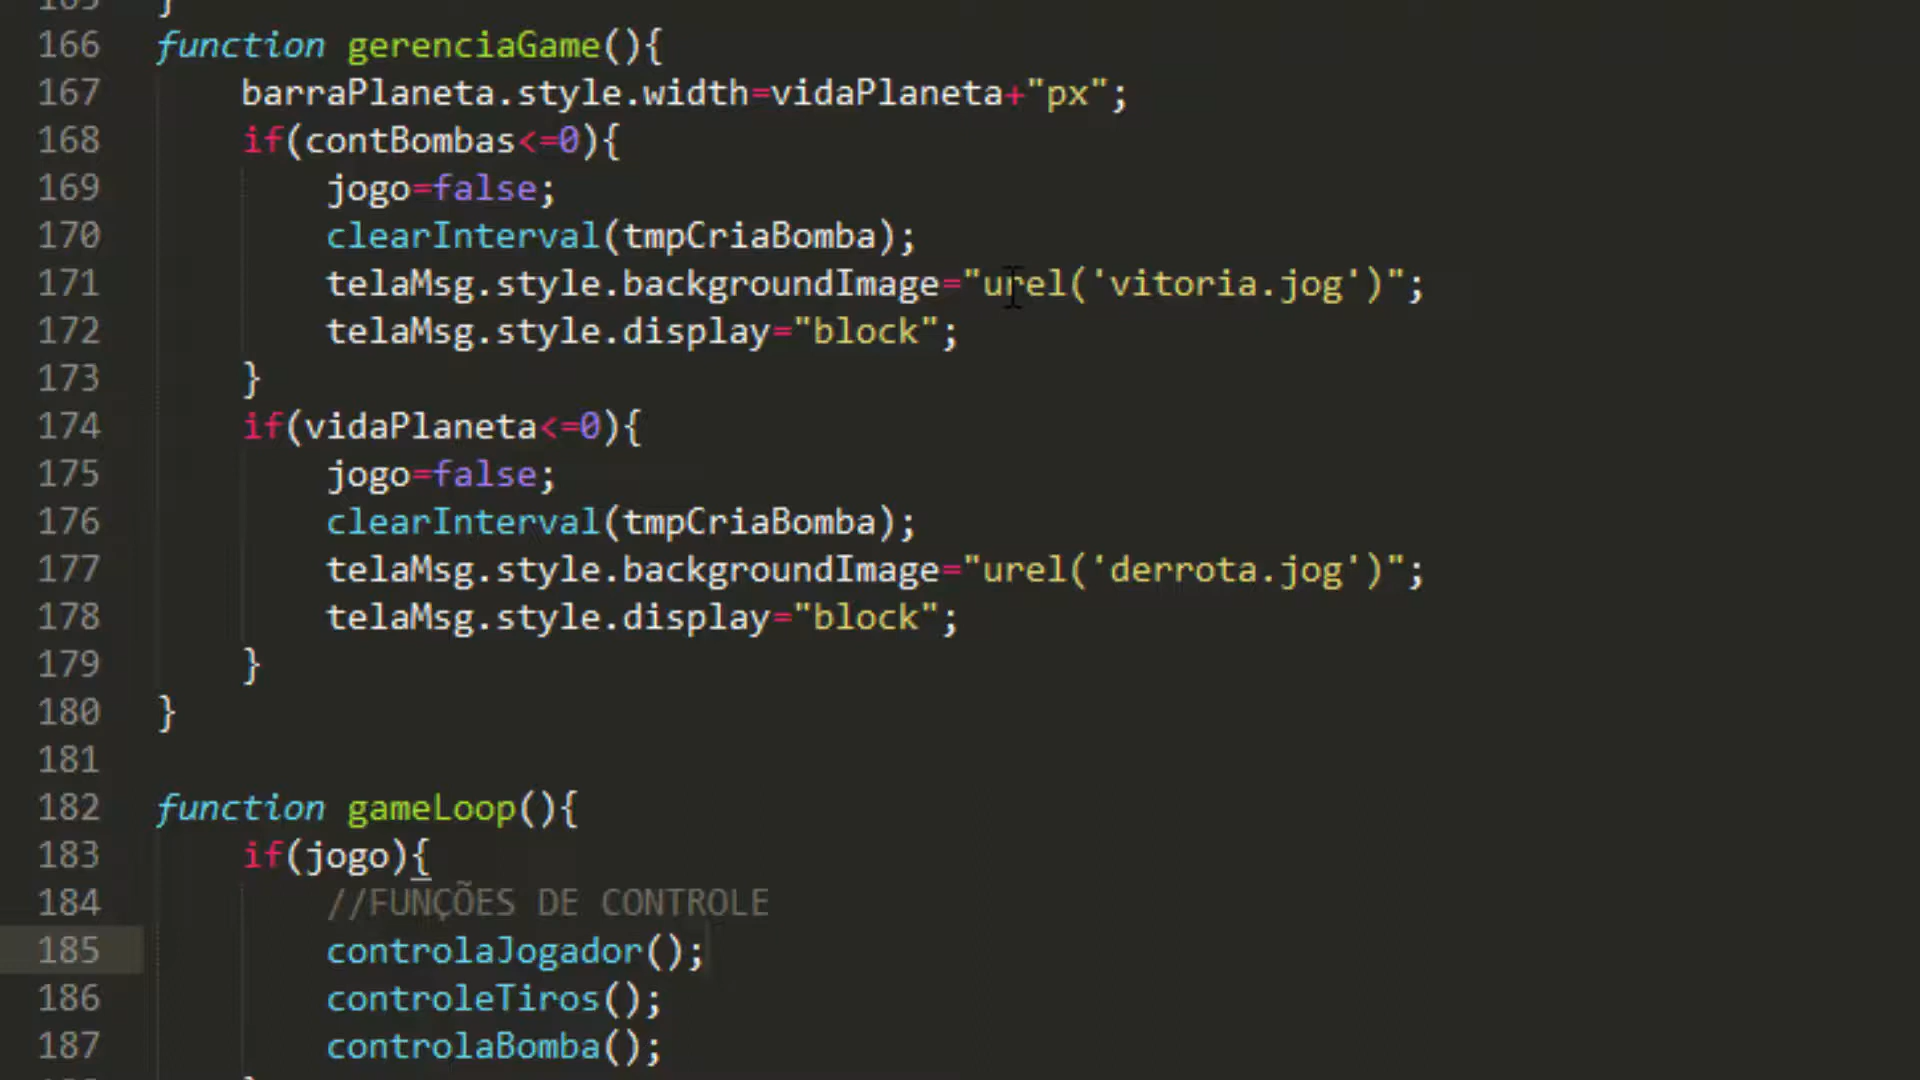 165 }
166 function gerenciaGame(){
167 barraPlaneta.style.width=vidaPlaneta+"px";
168 if(contBombas<=0){
169 jogo=false;
170 clearInterval(tmpCriaBomba);
171 telaMsg.style.backgroundImage="urel('vitoria.jog')";
172 telaMsg.style.display="block";
173 }
174 if(vidaPlaneta<=0){
175 jogo=false;
176 clearInterval(tmpCriaBomba);
177 telaMsg.style.backgroundImage="urel('derrota.jog')";
178 telaMsg.style.display="block";
179 }
180 }
181
182 function gameLoop(){
183 if(jogo){
184 //FUNÇÕES DE CONTROLE
185 controlaJogador();
186 controleTiros();
187 controlaBomba();